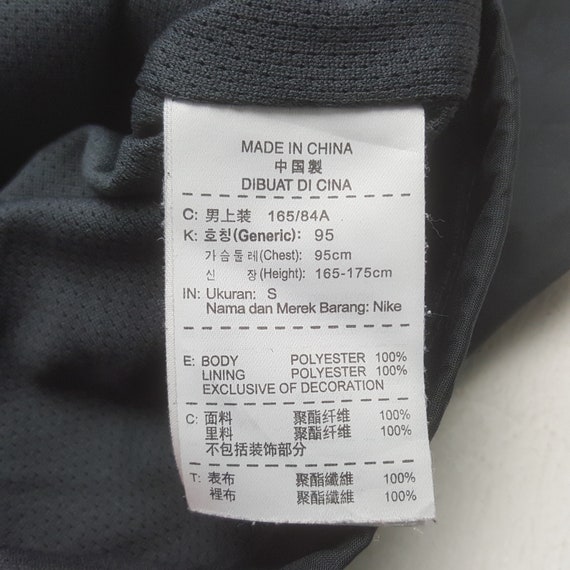 MADE IN CHINA
中國製
DIBUAT DI CINA
C: 男上装 165/84A
K: 호칭(Generic): 95
가슴둘레(Chest): 95cm
신 장(Height): 165-175cm
IN: Ukuran: S
Nama dan Merek Barang: Nike
E: BODY POLYESTER 100%
LINING POLYESTER 100%
EXCLUSIVE OF DECORATION
C: 面料 聚酯纤维 100%
里料 聚酯纤维 100%
不包括装饰部分
T: 表布 聚酯纖維 100%
裡布 聚酯纖維 100%